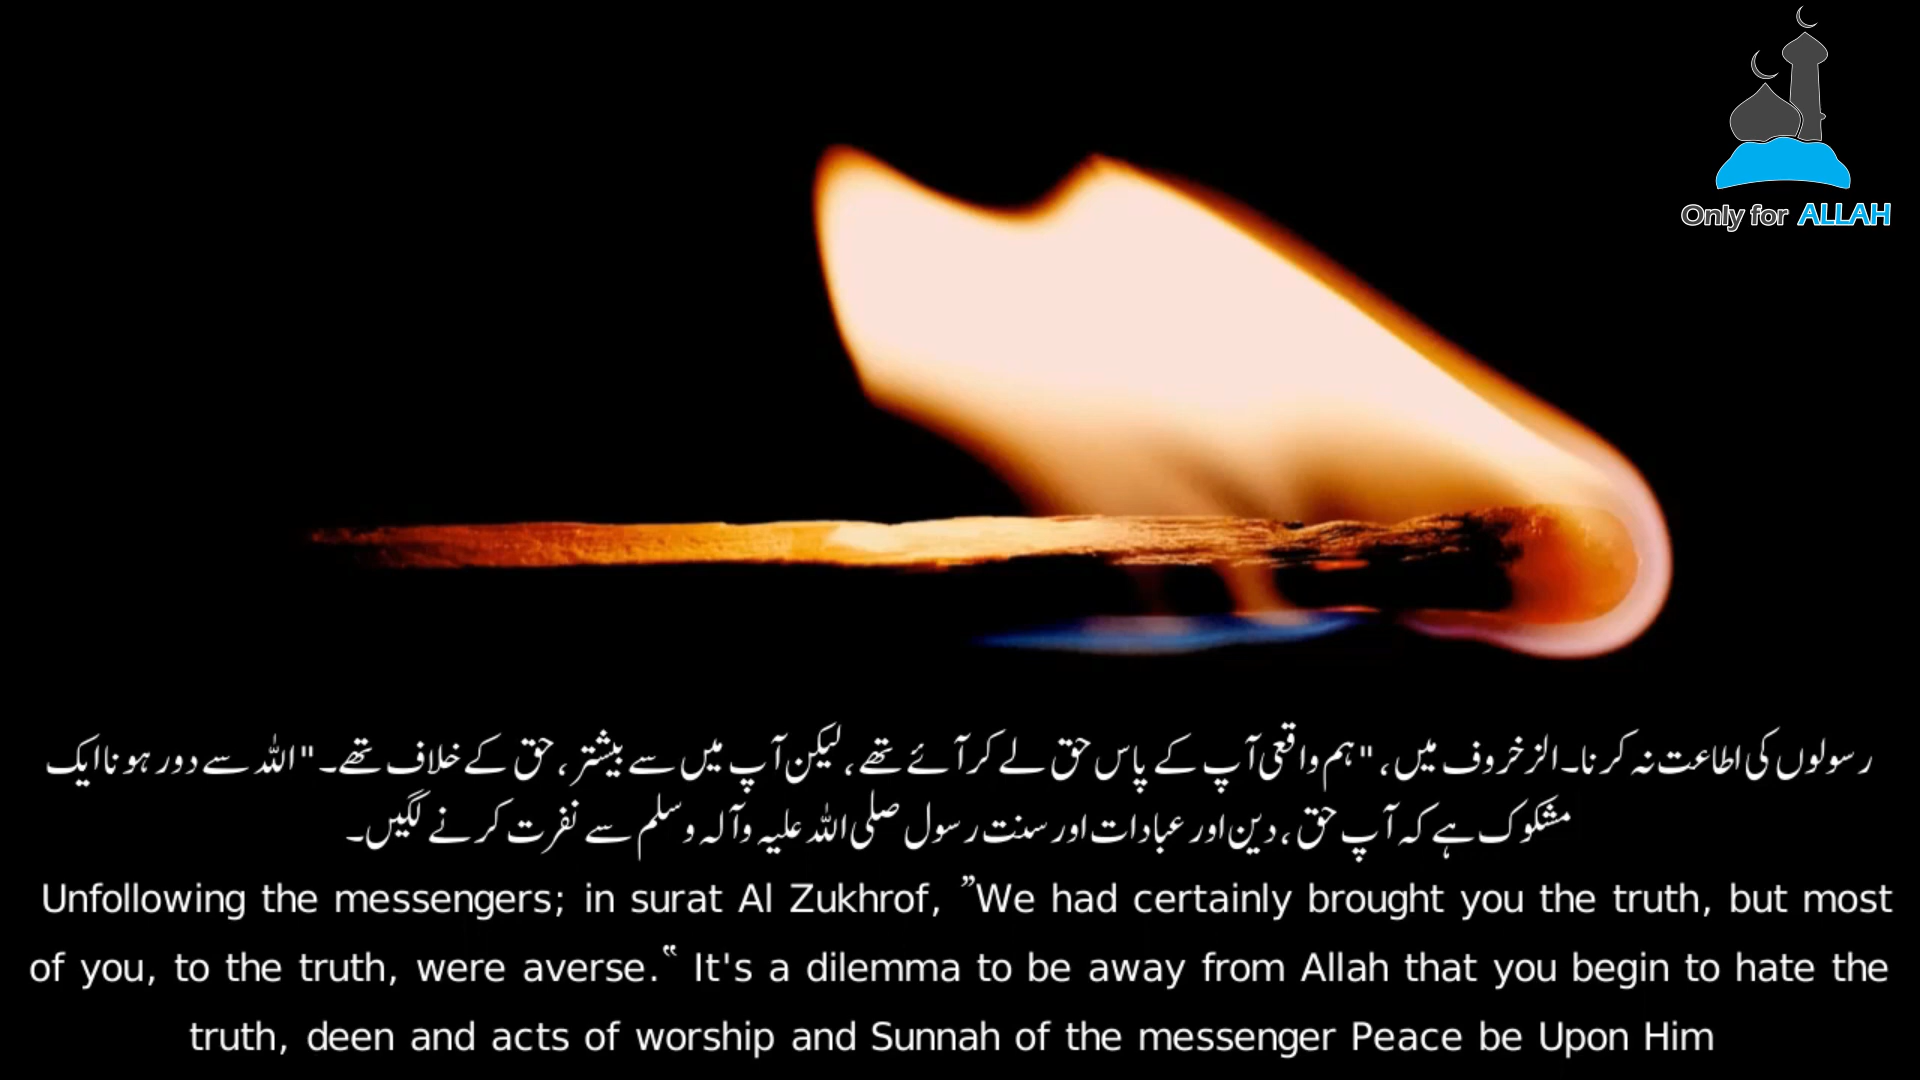 Only for ALLAH
رسولوں کی اطاعت نہ کرنا۔ الزخروف میں، "ہم واقعی آپ کے پاس حق لے کر آئے تھے، لیکن آپ میں سے بیشتر، حق کے خلاف تھے۔" اللہ سے دور ہونا ایک
مشکوک ہے کہ آپ حق، دین اور عبادات اور سنت رسول صلی اللہ علیہ وآلہ وسلم سے نفرت کرنے لگیں۔
Unfollowing the messengers; in surat Al Zukhrof, ”We had certainly brought you the truth, but most
of you, to the truth, were averse.‟ It's a dilemma to be away from Allah that you begin to hate the
truth, deen and acts of worship and Sunnah of the messenger Peace be Upon Him